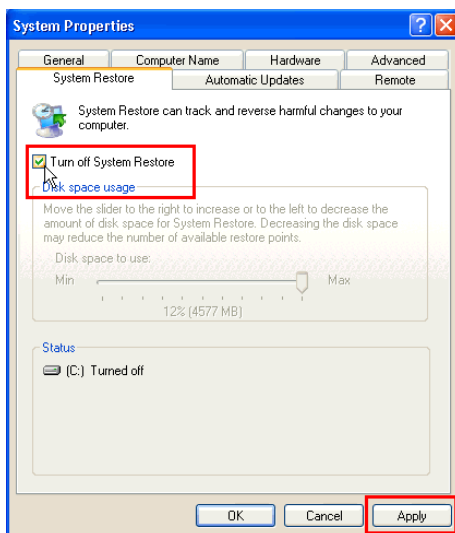 System Properties
General Computer Name Hardware Advanced
System Restore Automatic Updates Remote
System Restore can track and reverse harmful changes to your
computer.
Turn off System Restore
Disk space usage
Move the slider to the right to increase or to the left to decrease the
amount of disk space for System Restore. Decreasing the disk space
may reduce the number of available restore points.
Disk space to use:
Min Max
12% (4577 MB)
Status
(C:) Turned off
OK Cancel Apply